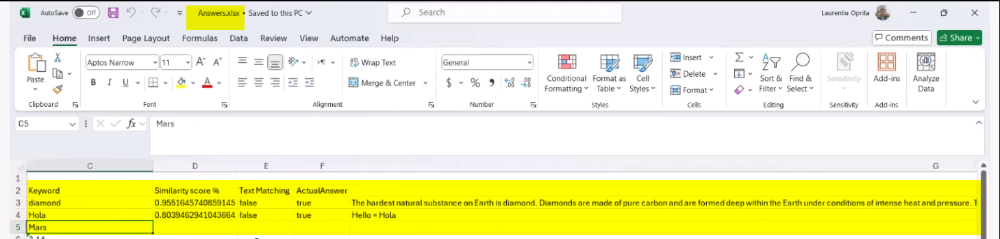 AutoSave Off Answers.xlsx • Saved to this PC Search Laurentiu Oprita
File Home Insert Page Layout Formulas Data Review View Automate Help Comments Share
Paste
Clipboard
Aptos Narrow 11
B I U
Font
Wrap Text
Merge & Center
Alignment
General
$ % 9
Number
Conditional Formatting
Format as Table
Cell Styles
Styles
Insert
Delete
Format
Cells
Sort & Filter
Find & Select
Editing
Sensitivity
Sensitivity
Add-ins
Add-ins
Analyze Data
C5 fx Mars
C D E F G
1
2 Keyword Similarity score % Text Matching ActualAnswer
3 diamond 0.9551645740859145 false true The hardest natural substance on Earth is diamond. Diamonds are made of pure carbon and are formed deep within the Earth under conditions of intense heat and pressure. T
4 Hola 0.8039462941043664 false true Hello = Hola
5 Mars
6 3.14